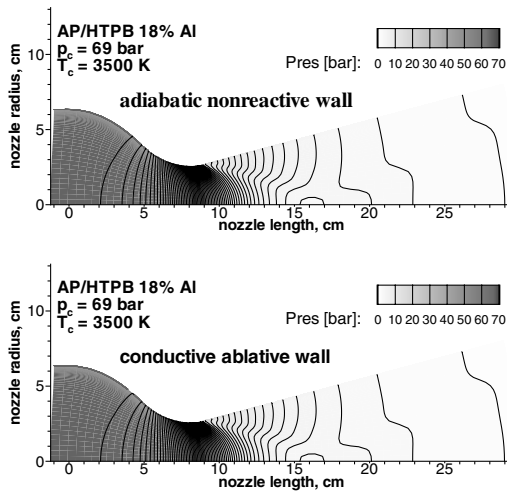 AP/HTPB 18% Al
p_c = 69 bar
T_c = 3500 K
Pres [bar]:
0 10 20 30 40 50 60 70
adiabatic nonreactive wall
nozzle radius, cm
10
5
0
0 5 10 15 20 25
nozzle length, cm
AP/HTPB 18% Al
p_c = 69 bar
T_c = 3500 K
Pres [bar]:
0 10 20 30 40 50 60 70
conductive ablative wall
nozzle radius, cm
10
5
0
0 5 10 15 20 25
nozzle length, cm